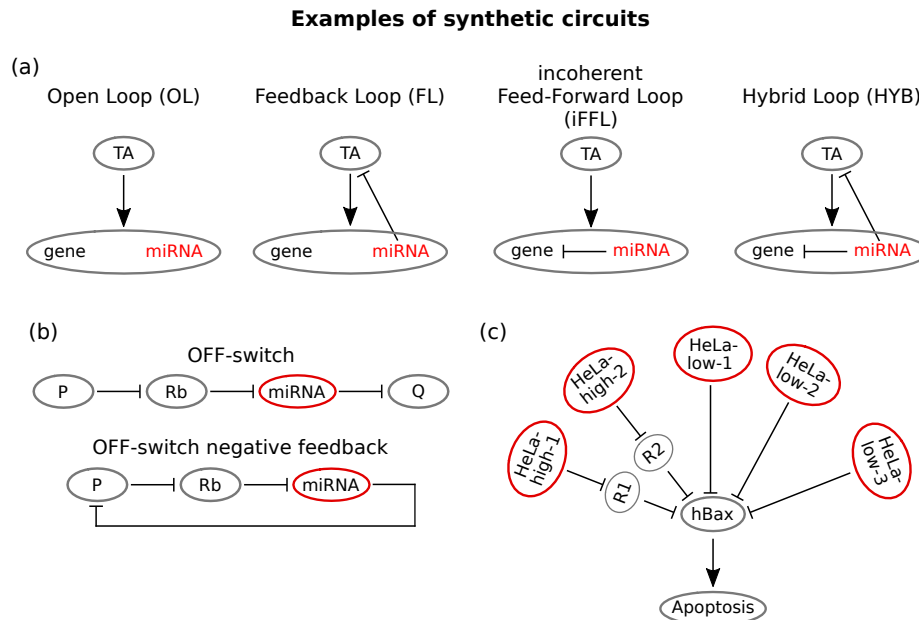 Examples of synthetic circuits
(a)
Open Loop (OL)
TA
gene miRNA
Feedback Loop (FL)
TA
gene miRNA
incoherent
Feed-Forward Loop
(iFFL)
TA
gene miRNA
Hybrid Loop (HYB)
TA
gene miRNA
(b)
OFF-switch
P Rb miRNA Q
OFF-switch negative feedback
P Rb miRNA
(c)
HeLa-
high-1
HeLa-
high-2
HeLa-
low-1
HeLa-
low-2
HeLa-
low-3
R1
R2
hBax
Apoptosis